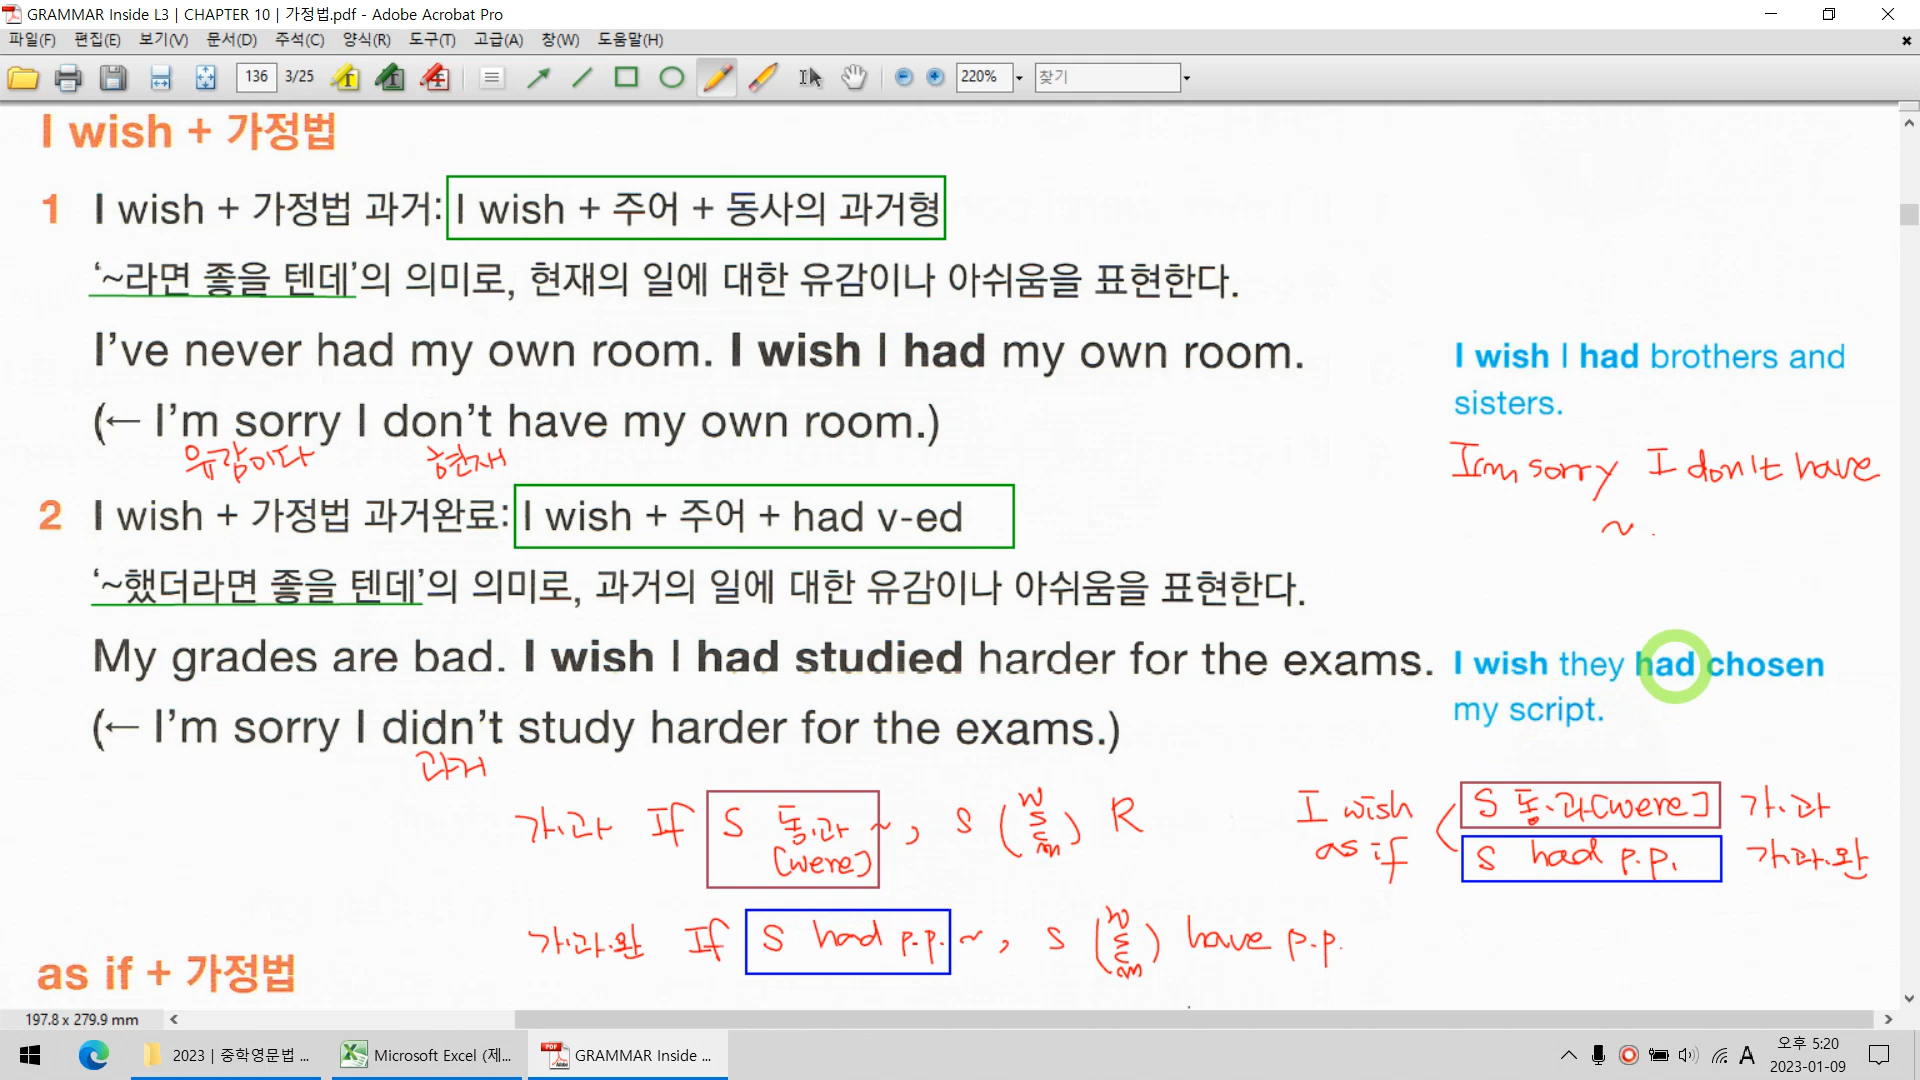 GRAMMAR Inside L3 | CHAPTER 10 | 가정법.pdf - Adobe Acrobat Pro
파일(F) 편집(E) 보기(V) 문서(D) 주석(C) 양식(R) 도구(T) 고급(A) 창(W) 도움말(H)
136 3/25 220% 찾기
I wish + 가정법
1 I wish + 가정법 과거: I wish + 주어 + 동사의 과거형
‘~라면 좋을 텐데’의 의미로, 현재의 일에 대한 유감이나 아쉬움을 표현한다.
I’ve never had my own room. I wish I had my own room.
(← I’m sorry I don’t have my own room.)
유감이다 현재
I wish I had brothers and
sisters.
I'm sorry I don't have
~.
2 I wish + 가정법 과거완료: I wish + 주어 + had v-ed
‘~했더라면 좋을 텐데’의 의미로, 과거의 일에 대한 유감이나 아쉬움을 표현한다.
My grades are bad. I wish I had studied harder for the exams.
(← I’m sorry I didn’t study harder for the exams.)
과거
I wish they had chosen
my script.
가.과 If S 동.과 ~, S ( ) R
[were]
I wish S 동.과[were] 가.과
as if S had p.p. 가.과.완
가.과.완 If S had p.p. ~, S ( ) have p.p.
as if + 가정법
197.8 x 279.9 mm
2023 | 중학영문법 ...
Microsoft Excel (제...
GRAMMAR Inside ...
A
오후 5:20
2023-01-09